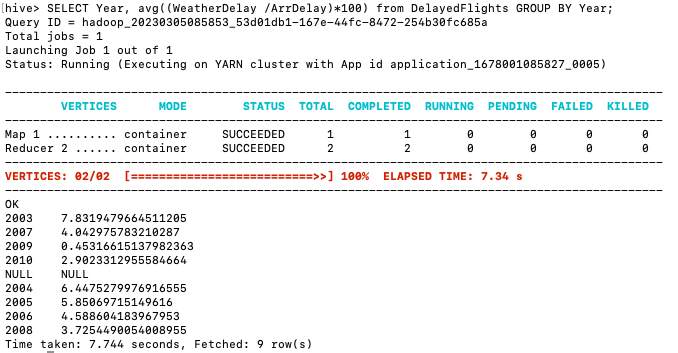 hive> SELECT Year, avg((WeatherDelay /ArrDelay)*100) from DelayedFlights GROUP BY Year;
Query ID = hadoop_20230305085853_53d01db1-167e-44fc-8472-254b30fc685a
Total jobs = 1
Launching Job 1 out of 1
Status: Running (Executing on YARN cluster with App id application_1678001085827_0005)
----------------------------------------------------------------------------------------------
VERTICES MODE STATUS TOTAL COMPLETED RUNNING PENDING FAILED KILLED
----------------------------------------------------------------------------------------------
Map 1 .......... container SUCCEEDED 1 1 0 0 0 0
Reducer 2 ...... container SUCCEEDED 2 2 0 0 0 0
----------------------------------------------------------------------------------------------
VERTICES: 02/02 [==========================>>] 100% ELAPSED TIME: 7.34 s
----------------------------------------------------------------------------------------------
OK
2003 7.8319479664511205
2007 4.042975783210287
2009 0.45316615137982363
2010 2.9023312955584664
NULL NULL
2004 6.4475279976916555
2005 5.85069715149616
2006 4.588604183967953
2008 3.7254490054008955
Time taken: 7.744 seconds, Fetched: 9 row(s)